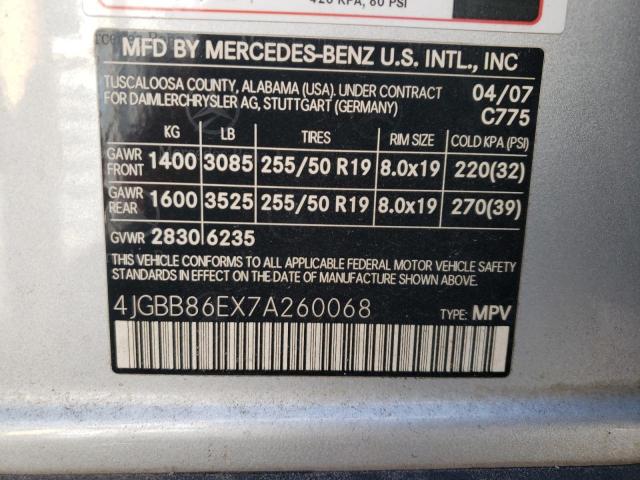 420 KPA, 60 PSI
MFD BY MERCEDES-BENZ U.S. INTL., INC
TUSCALOOSA COUNTY, ALABAMA (USA). UNDER CONTRACT 04/07
FOR DAIMLERCHRYSLER AG, STUTTGART (GERMANY) C775
KG LB TIRES RIM SIZE COLD KPA (PSI)
GAWR FRONT 1400 3085 255/50 R19 8.0x19 220(32)
GAWR REAR 1600 3525 255/50 R19 8.0x19 270(39)
GVWR 2830 6235
THIS VEHICLE CONFORMS TO ALL APPLICABLE FEDERAL MOTOR VEHICLE SAFETY
STANDARDS IN EFFECT ON THE DATE OF MANUFACTURE SHOWN ABOVE.
4JGBB86EX7A260068 TYPE: MPV